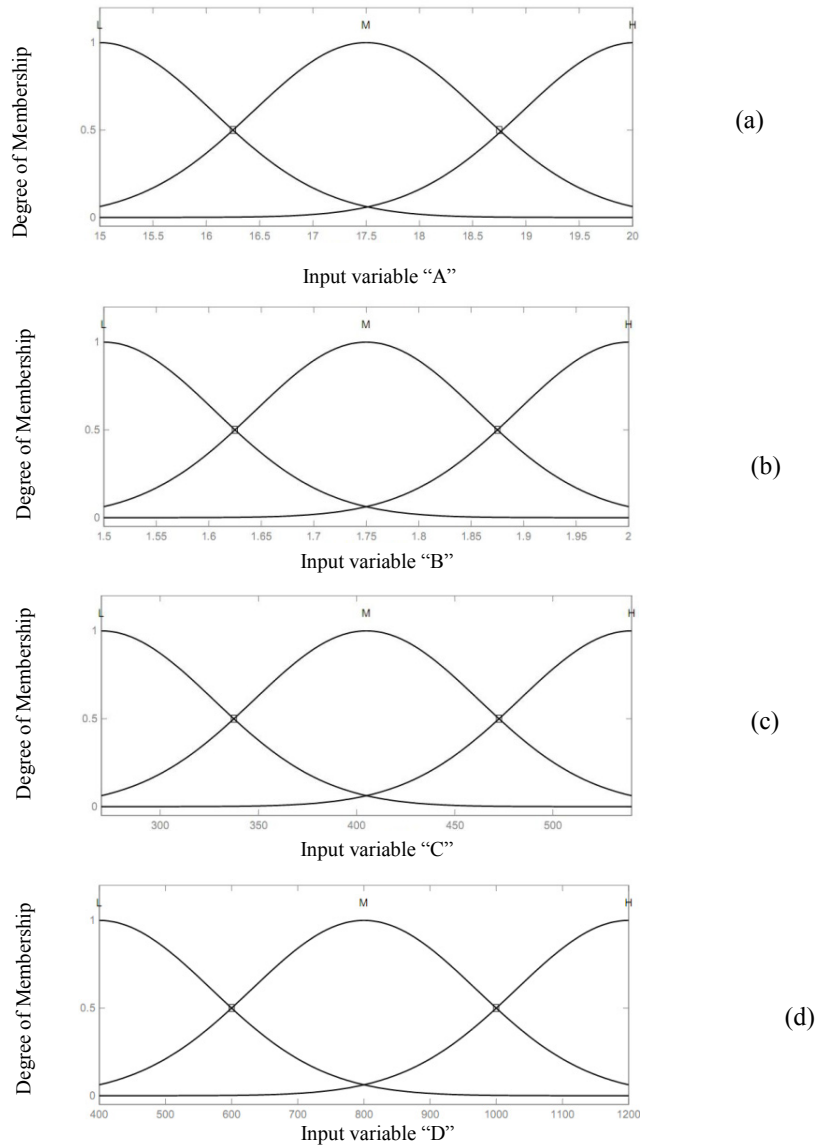 L M H
Degree of Membership
1
0.5
0
15 15.5 16 16.5 17 17.5 18 18.5 19 19.5 20
Input variable “A”
(a)
L M H
Degree of Membership
1
0.5
0
1.5 1.55 1.6 1.65 1.7 1.75 1.8 1.85 1.9 1.95 2
Input variable “B”
(b)
L M H
Degree of Membership
1
0.5
0
300 350 400 450 500
Input variable “C”
(c)
L M H
Degree of Membership
1
0.5
0
400 500 600 700 800 900 1000 1100 1200
Input variable “D”
(d)